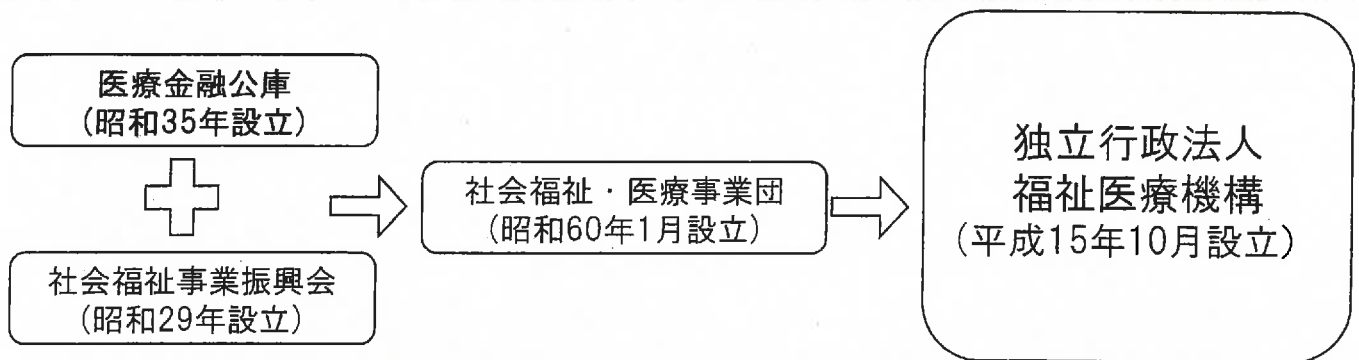 医療金融公庫
(昭和35年設立)
社会福祉事業振興会
(昭和29年設立)
社会福祉・医療事業団
(昭和60年1月設立)
独立行政法人
福祉医療機構
(平成15年10月設立)